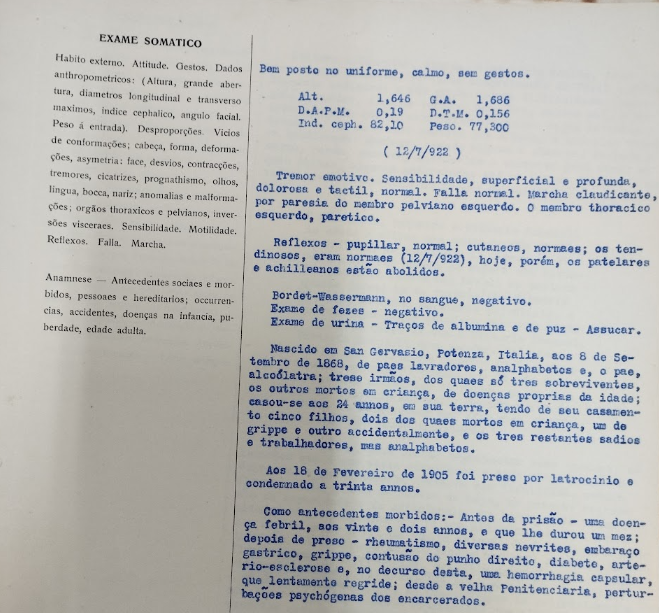 EXAME SOMATICO
Habito externo. Attitude. Gestos. Dados
anthropometricos: (Altura, grande aber-
tura, diametros longitudinal e transverso
maximos, indice cephalico, angulo facial.
Peso á entrada). Desproporções. Vicios
de conformações; cabeça, forma, deforma-
ções, asymetria: face, desvios, contracções,
tremores, cicatrizes, prognathismo, olhos,
lingua, bocca, nariz; anomalias e malforma-
ções; orgãos thoraxicos e pelvianos, inver-
sões visceraes. Sensibilidade. Motilidade.
Reflexos. Falla. Marcha.
Anamnese — Antecedentes sociaes e mor-
bidos, pessoaes e hereditarios; occurren-
cias, accidentes, doenças na infancia, pu-
berdade, edade adulta.
Bem posto no uniforme, calmo, sem gestos.
Alt. 1,646 G.A. 1,686
D.A.P.M. 0,19 D.T.M. 0,156
Ind. ceph. 82,10 Peso. 77,300
( 12/7/922 )
Tremor emotivo. Sensibilidade, superficial e profunda,
dolorosa e tactil, normal. Falla normal. Marcha claudicante,
por paresia do membro pelviano esquerdo. O membro thoracico
esquerdo, paretico.
Reflexos - pupillar, normal; cutaneos, normaes; os ten-
dinosos, eram normaes (12/7/922), hoje, porém, os patelares
e achilleanos estão abolidos.
Bordet-Wassermann, no sangue, negativo.
Exame de fezes - negativo.
Exame de urina - Traços de albumina e de puz - Assucar.
Nascido em San Gervasio, Potenza, Italia, aos 8 de Se-
tembro de 1868, de paes lavradores, analphabetos e, o pae,
alcoólatra; trese irmãos, dos quaes só tres sobreviventes,
os outros mortos em criança, de doenças proprias da idade;
casou-se aos 24 annos, em sua terra, tendo de seu casamen-
to cinco filhos, dois dos quaes mortos em criança, um de
grippe e outro accidentalmente, e os tres restantes sadios
e trabalhadores, mas analphabetos.
Aos 18 de Fevereiro de 1905 foi preso por latrocinio e
condemnado a trinta annos.
Como antecedentes morbidos:- Antes da prisão - uma doen-
ça febril, aos vinte e dois annos, e que lhe durou um mez;
depois de preso - rheumatismo, diversas nevrites, embaraço
gastrico, grippe, contusão do punho direito, diabete, arte-
rio-esclerose e, no decurso desta, uma hemorrhagia capsular,
que lentamente regride; desde a velha Penitenciaria, pertur-
bações psychógenas dos encarcerados.